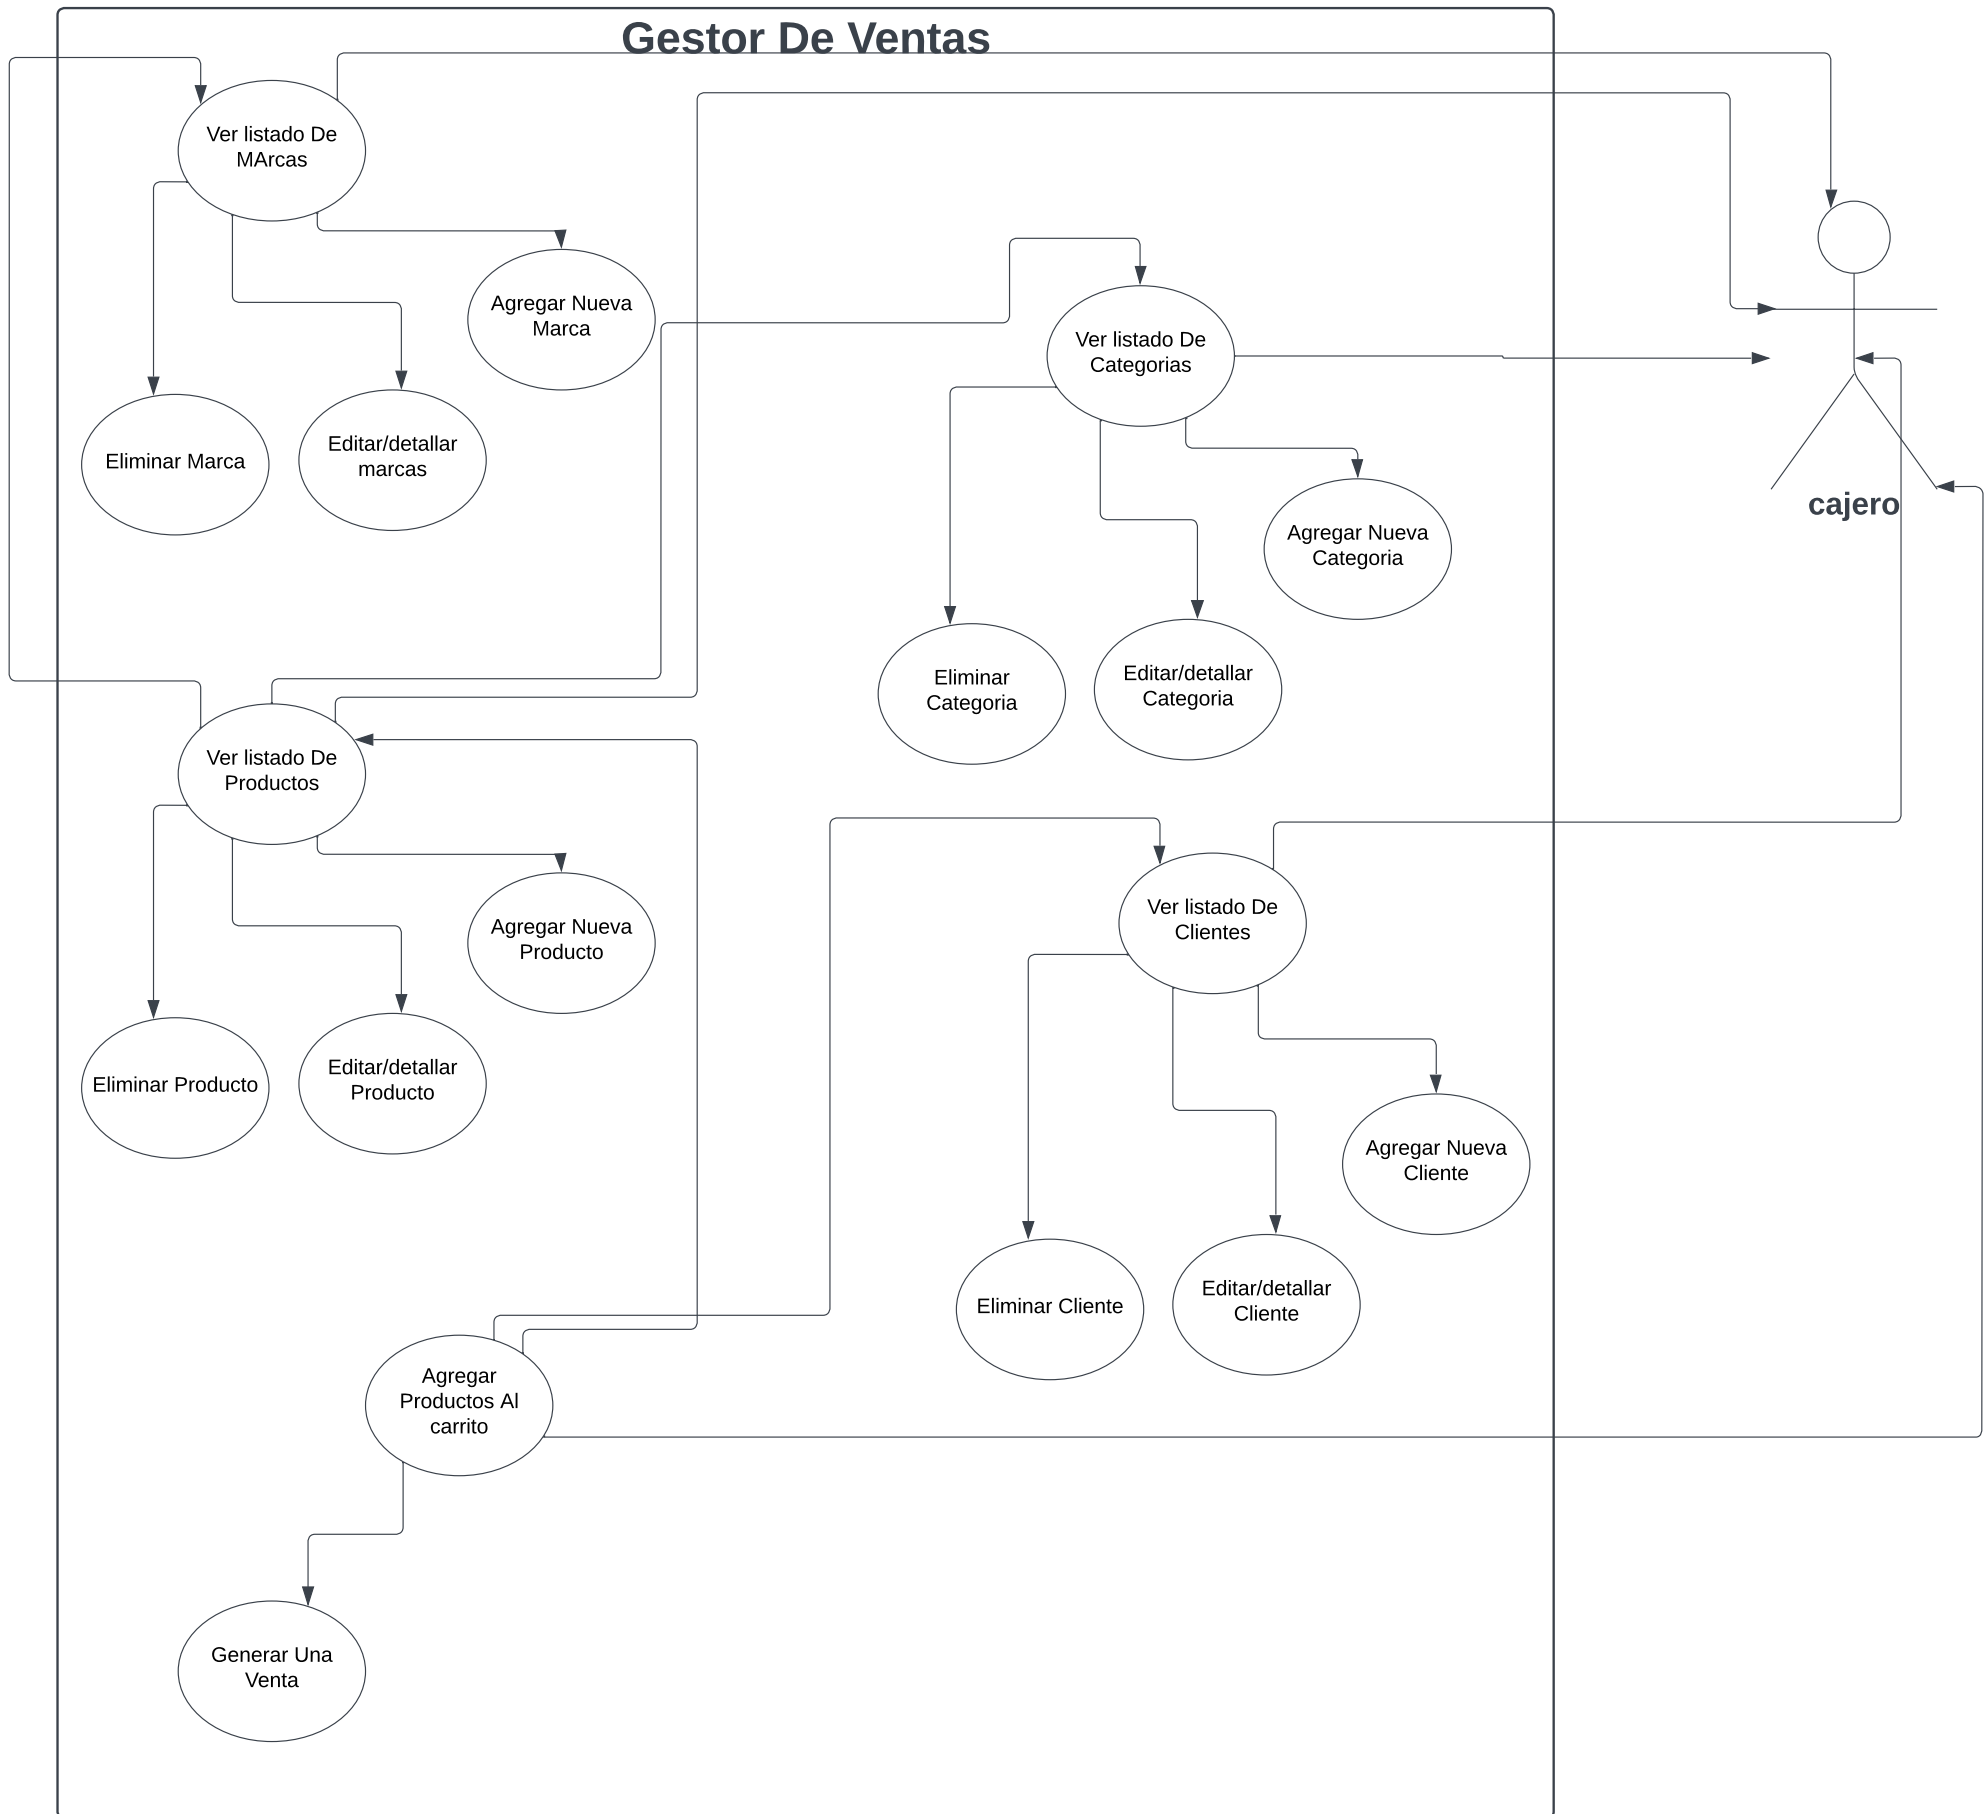 Gestor De Ventas
Ver listado De
MArcas
Agregar Nueva
Marca
Eliminar Marca
Editar/detallar
marcas
Ver listado De
Categorias
Agregar Nueva
Categoria
Eliminar
Categoria
Editar/detallar
Categoria
cajero
Ver listado De
Productos
Agregar Nueva
Producto
Eliminar Producto
Editar/detallar
Producto
Ver listado De
Clientes
Agregar Nueva
Cliente
Eliminar Cliente
Editar/detallar
Cliente
Agregar
Productos Al
carrito
Generar Una
Venta